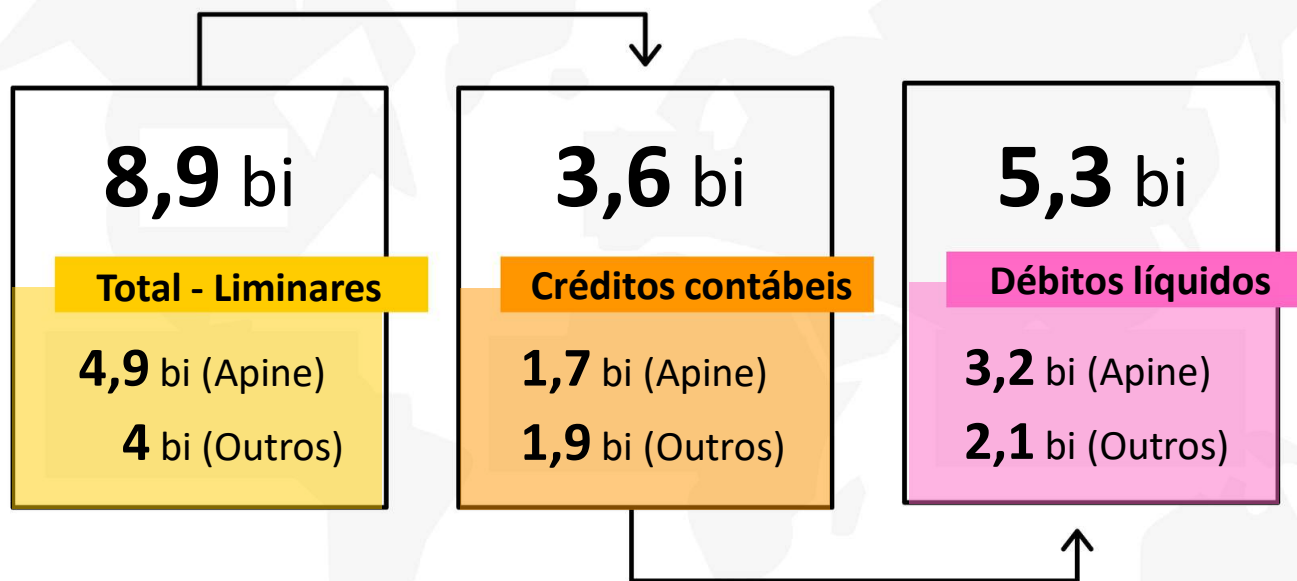 8,9 bi
Total - Liminares
4,9 bi (Apine)
4 bi (Outros)
3,6 bi
Créditos contábeis
1,7 bi (Apine)
1,9 bi (Outros)
5,3 bi
Débitos líquidos
3,2 bi (Apine)
2,1 bi (Outros)